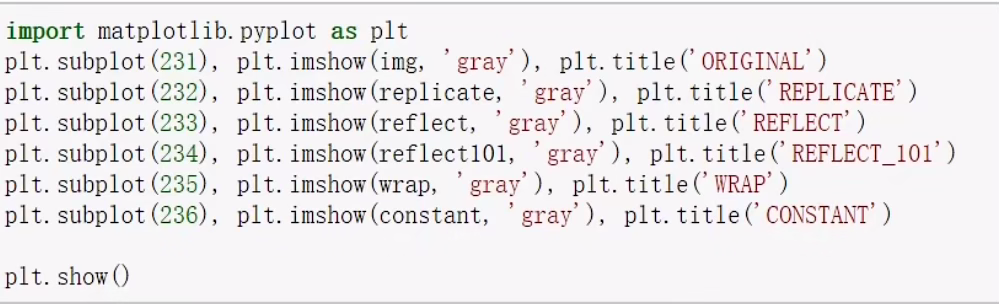 import matplotlib.pyplot as plt
plt.subplot(231), plt.imshow(img, 'gray'), plt.title('ORIGINAL')
plt.subplot(232), plt.imshow(replicate, 'gray'), plt.title('REPLICATE')
plt.subplot(233), plt.imshow(reflect, 'gray'), plt.title('REFLECT')
plt.subplot(234), plt.imshow(reflect101, 'gray'), plt.title('REFLECT_101')
plt.subplot(235), plt.imshow(wrap, 'gray'), plt.title('WRAP')
plt.subplot(236), plt.imshow(constant, 'gray'), plt.title('CONSTANT')
plt.show()